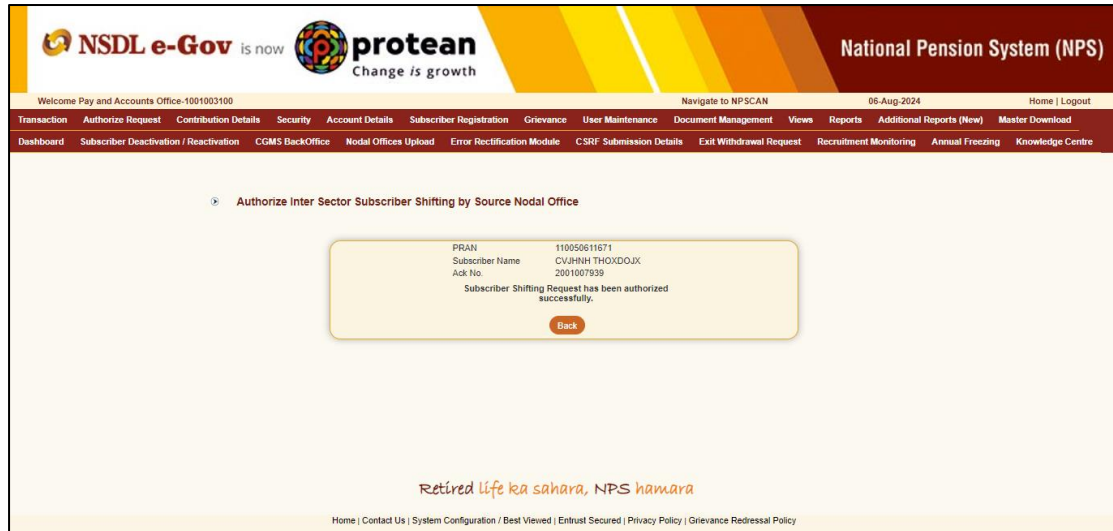 NSDL e-Gov is now protean
Change is growth
National Pension System (NPS)
Welcome Pay and Accounts Office-1001003100 Navigate to NPSCAN 06-Aug-2024 Home | Logout
Transaction Authorize Request Contribution Details Security Account Details Subscriber Registration Grievance User Maintenance Document Management Views Reports Additional Reports (New) Master Download
Dashboard Subscriber Deactivation / Reactivation CGMS BackOffice Nodal Offices Upload Error Rectification Module CSRF Submission Details Exit Withdrawal Request Recruitment Monitoring Annual Freezing Knowledge Centre
Authorize Inter Sector Subscriber Shifting by Source Nodal Office
PRAN 110050611671
Subscriber Name CVJHNH THOXDOJX
Ack No. 2001007939
Subscriber Shifting Request has been authorized
successfully.
Back
Retired life ka sahara, NPS hamara
Home | Contact Us | System Configuration / Best Viewed | Entrust Secured | Privacy Policy | Grievance Redressal Policy